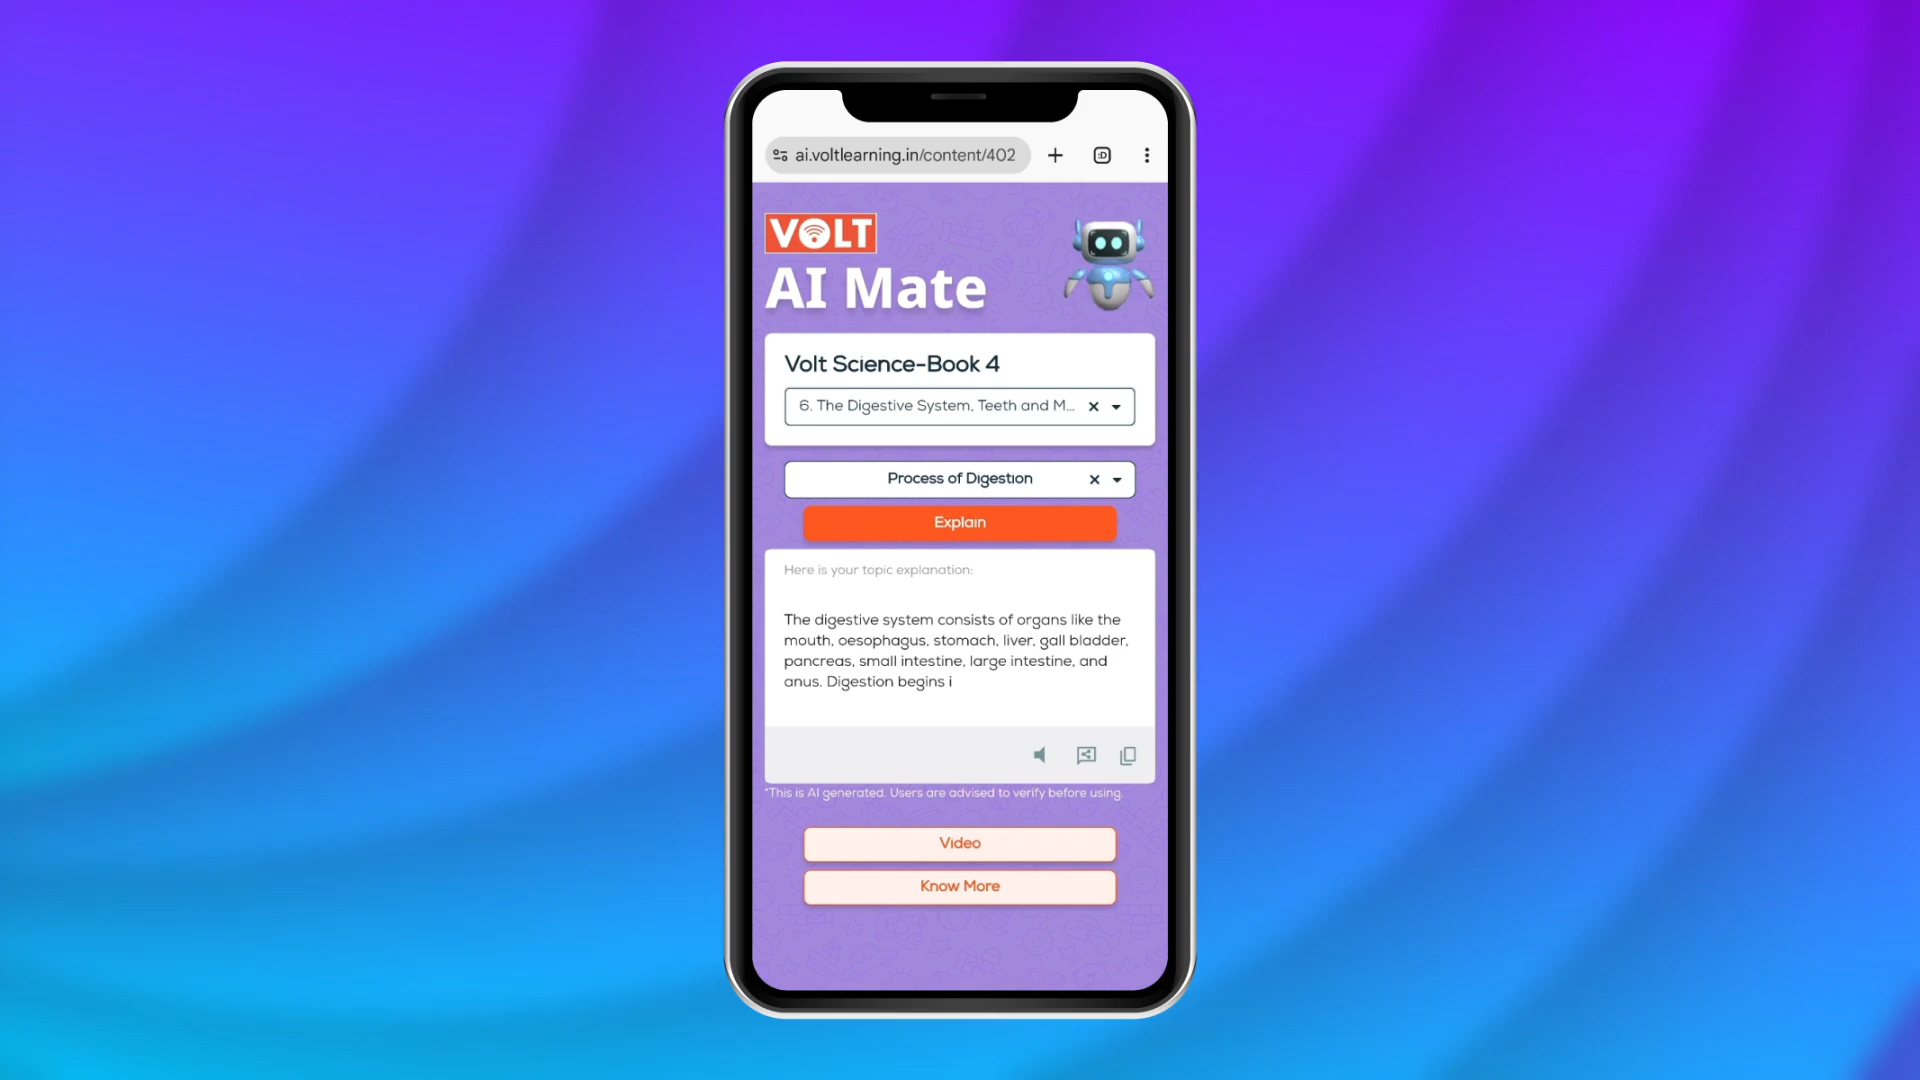 ai.voltlearning.in/content/402
VOLT
AI Mate
Volt Science-Book 4
6. The Digestive System, Teeth and M...
Process of Digestion
Explain
Here is your topic explanation:
The digestive system consists of organs like the
mouth, oesophagus, stomach, liver, gall bladder,
pancreas, small intestine, large intestine, and
anus. Digestion begins i
*This is AI generated. Users are advised to verify before using.
Video
Know More